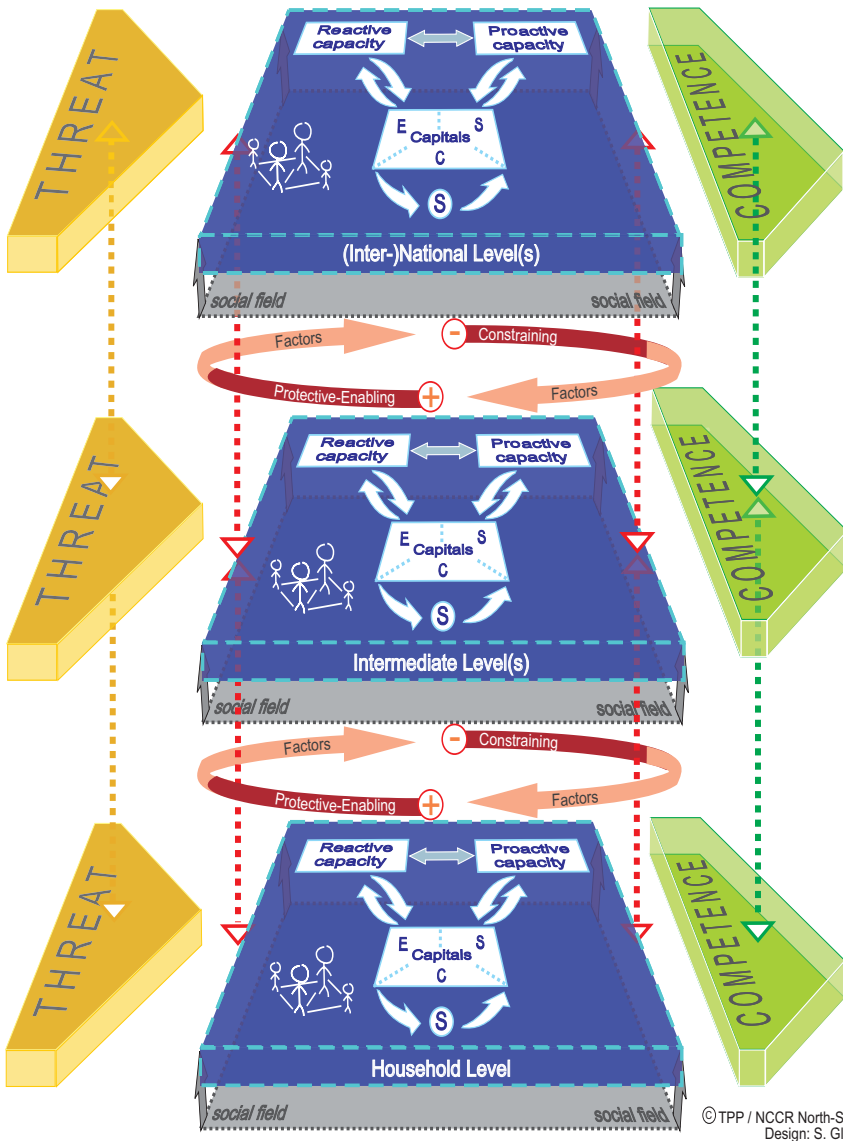 THREAT
Reactive
capacity
Proactive
capacity
E
S
Capitals
C
S
COMPETENCE
(Inter-)National Level(s)
social field
social field
Factors
-
Constraining
Protective-Enabling
+
Factors
THREAT
Reactive
capacity
Proactive
capacity
E
S
Capitals
C
S
COMPETENCE
Intermediate Level(s)
social field
social field
Factors
-
Constraining
Protective-Enabling
+
Factors
THREAT
Reactive
capacity
Proactive
capacity
E
S
Capitals
C
S
COMPETENCE
Household Level
social field
social field
© TPP / NCCR North-S
Design: S. Gl